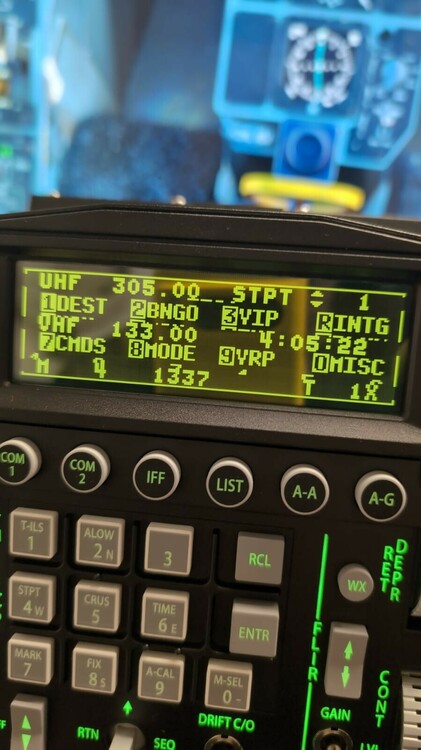 UHF 305.00 STPT 1
1DEST 2BNGO 3VIP RINTG
VHF 133.00 4:05:22
7CMDS 8MODE 9VRP 0MISC
M 4 1337 T 1X
COM 1
COM 2
IFF
LIST
A-A
A-G
T-ILS 1
ALOW 2 N
3
RCL
STPT 4 W
CRUS 5
TIME 6 E
ENTR
MARK 7
FIX 8 S
A-CAL 9
M-SEL 0 -
WX
DEPR
RET
FLIR
CONT
GAIN
RTN
SEQ
DRIFT C/O